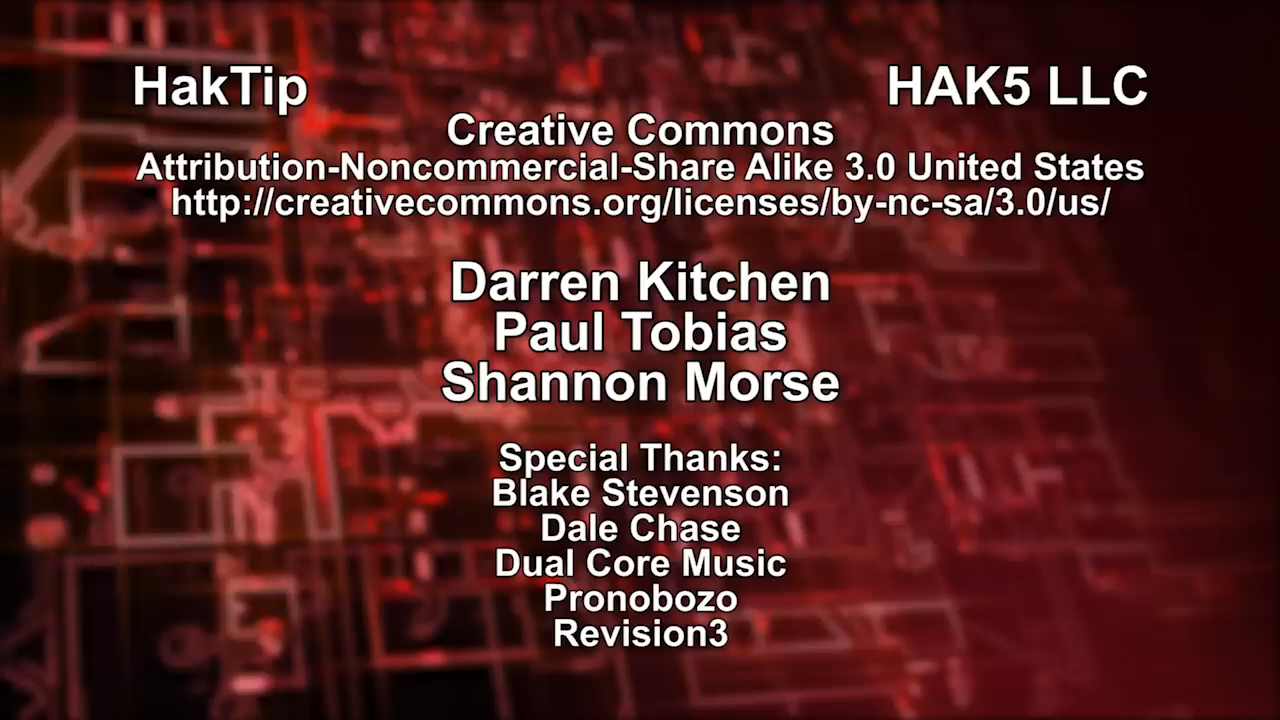 HakTip HAK5 LLC
Creative Commons
Attribution-Noncommercial-Share Alike 3.0 United States
http://creativecommons.org/licenses/by-nc-sa/3.0/us/
Darren Kitchen
Paul Tobias
Shannon Morse
Special Thanks:
Blake Stevenson
Dale Chase
Dual Core Music
Pronobozo
Revision3